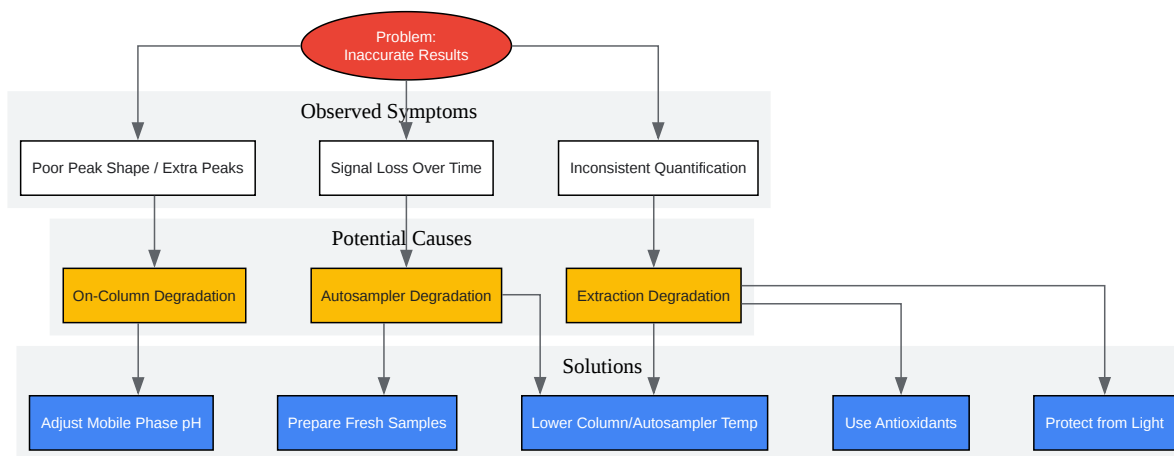 Problem:
Inaccurate Results
Observed Symptoms
Poor Peak Shape / Extra Peaks
Signal Loss Over Time
Inconsistent Quantification
Potential Causes
On-Column Degradation
Autosampler Degradation
Extraction Degradation
Solutions
Adjust Mobile Phase pH
Prepare Fresh Samples
Lower Column/Autosampler Temp
Use Antioxidants
Protect from Light